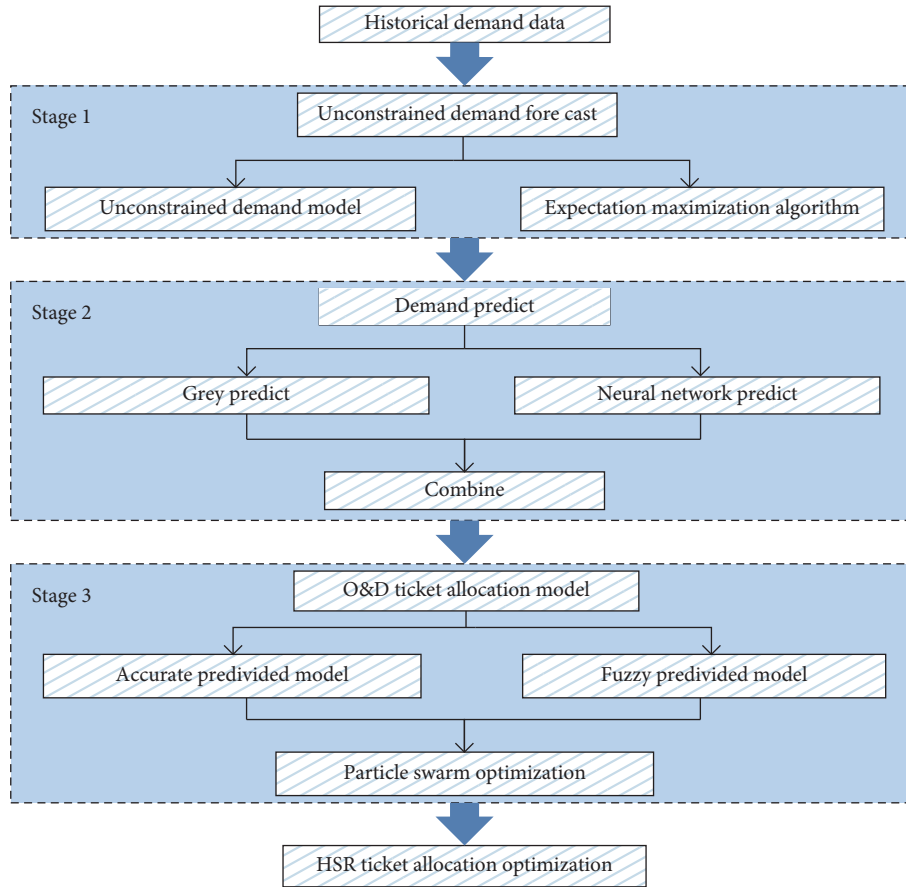 Historical demand data
Stage 1
Unconstrained demand fore cast
Unconstrained demand model
Expectation maximization algorithm
Stage 2
Demand predict
Grey predict
Neural network predict
Combine
Stage 3
O&D ticket allocation model
Accurate predivided model
Fuzzy predivided model
Particle swarm optimization
HSR ticket allocation optimization